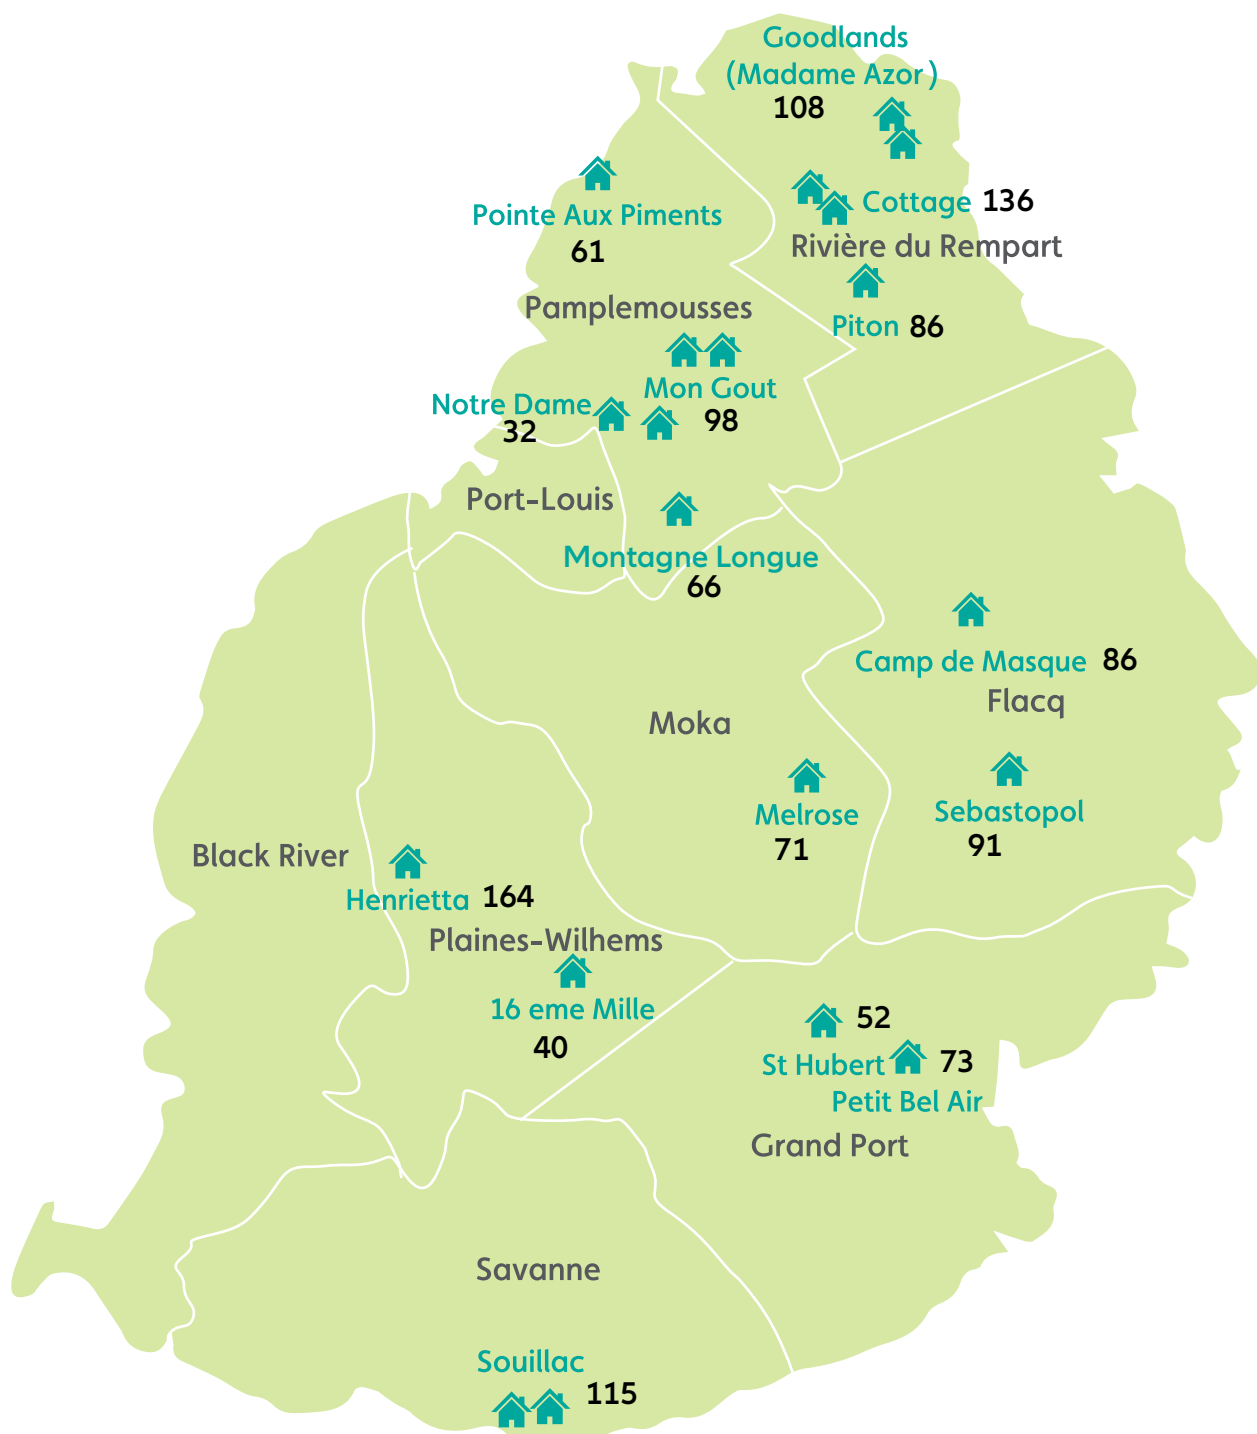 Goodlands
(Madame Azor)
108
Cottage 136
Pointe Aux Piments
61
Rivière du Rempart
Pamplemousses
Piton 86
Mon Gout
98
Notre Dame
32
Port-Louis
Montagne Longue
66
Camp de Masque 86
Flacq
Moka
Melrose
71
Sebastopol
91
Black River
Henrietta 164
Plaines-Wilhems
16 eme Mille
40
52
St Hubert
73
Petit Bel Air
Grand Port
Savanne
Souillac
115